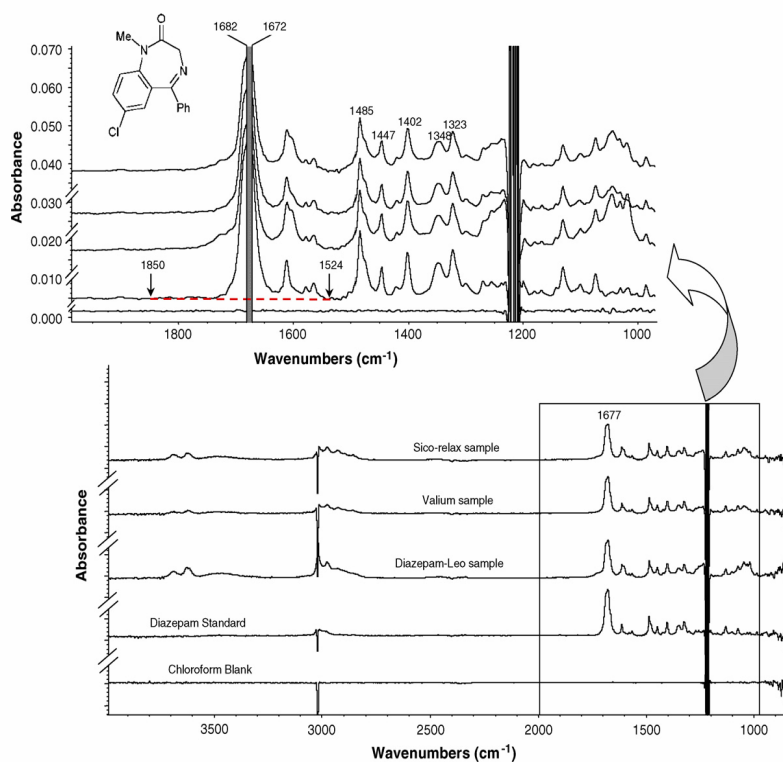 1682 1672
O
Me
N
N
Ph
Cl
0.070
0.060
0.050
0.040
0.030
0.020
0.010
0.000
Absorbance
1485
1447
1402
1348
1323
1850
1524
1800 1600 1400 1200 1000
Wavenumbers (cm-1)
1677
Sico-relax sample
Valium sample
Diazepam-Leo sample
Diazepam Standard
Chloroform Blank
Absorbance
3500 3000 2500 2000 1500 1000
Wavenumbers (cm-1)